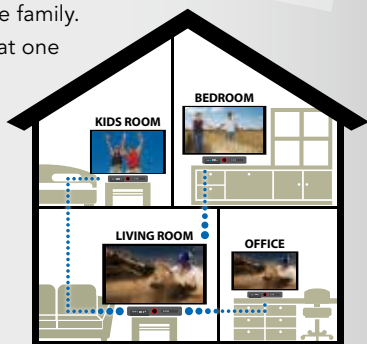 e family.
at one
BEDROOM
KIDS ROOM
LIVING ROOM
OFFICE